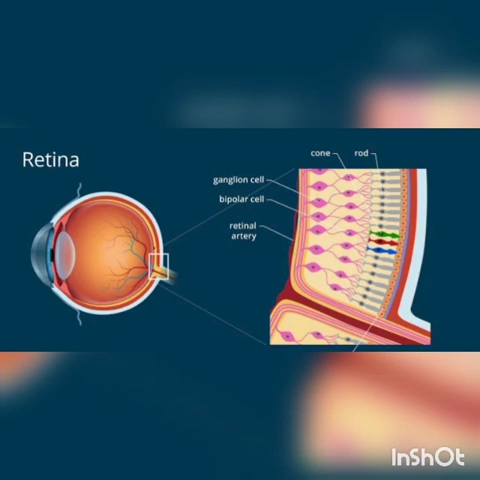 Retina
cone
rod
ganglion cell
bipolar cell
retinal
artery
InShOt